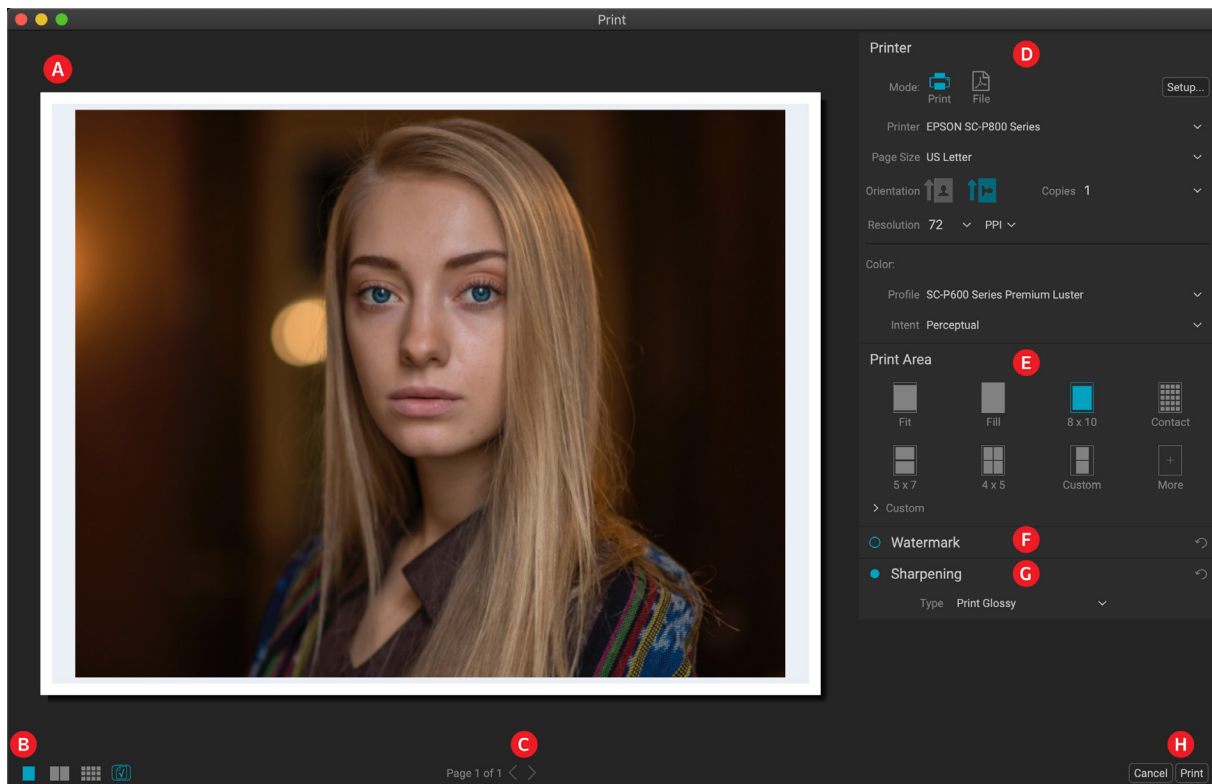 Print
A
Printer
D
Mode:
Print
File
Setup...
Printer EPSON SC-P800 Series
Page Size US Letter
Orientation
Copies 1
Resolution 72 PPI
Color:
Profile SC-P600 Series Premium Luster
Intent Perceptual
Print Area
E
Fit Fill 8 x 10 Contact
5 x 7 4 x 5 Custom More
Custom
Watermark
F
Sharpening
G
Type Print Glossy
B
C
Page 1 of 1
H
Cancel Print